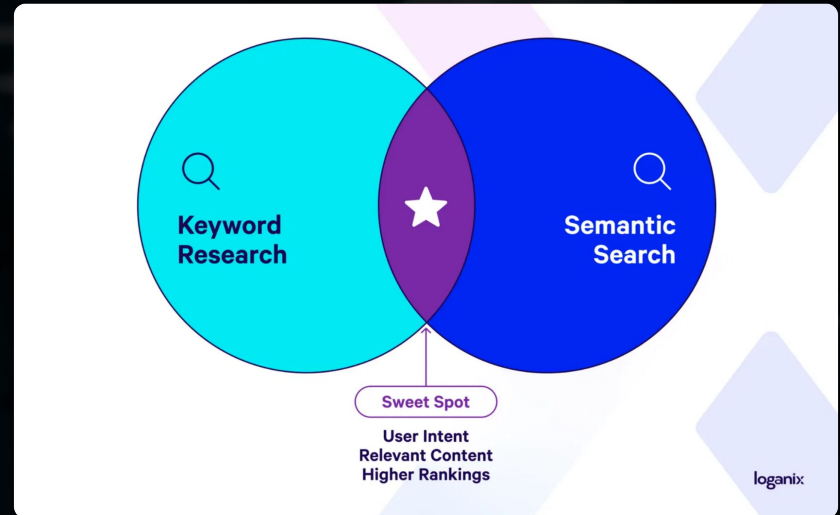 Keyword
Research
Semantic
Search
Sweet Spot
User Intent
Relevant Content
Higher Rankings
loganix